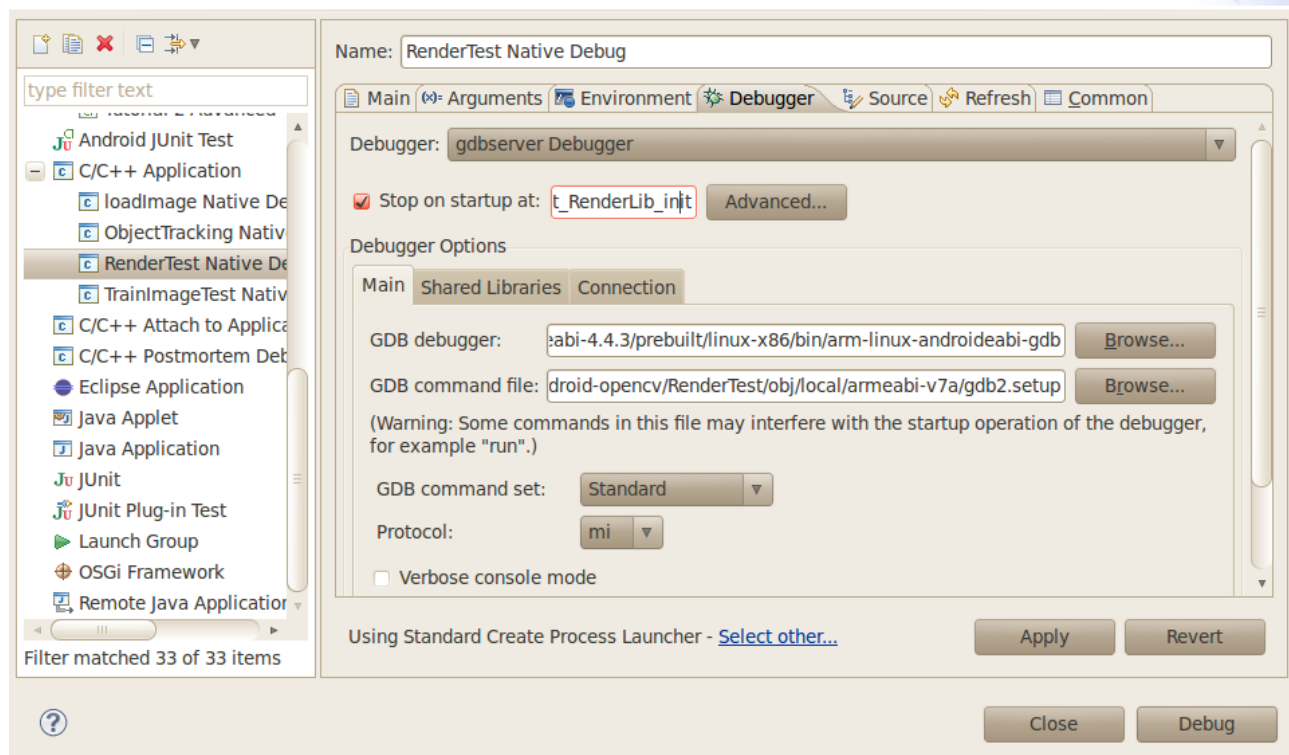 type filter text
Tutorial 2 Advanced
Android JUnit Test
C/C++ Application
loadImage Native De
ObjectTracking Nativ
RenderTest Native De
TrainImageTest Nativ
C/C++ Attach to Applica
C/C++ Postmortem Deb
Eclipse Application
Java Applet
Java Application
JUnit
JUnit Plug-in Test
Launch Group
OSGi Framework
Remote Java Application
Filter matched 33 of 33 items
Name: RenderTest Native Debug
Main (x)= Arguments Environment Debugger Source Refresh Common
Debugger: gdbserver Debugger
Stop on startup at: t_RenderLib_init Advanced...
Debugger Options
Main Shared Libraries Connection
GDB debugger: eabi-4.4.3/prebuilt/linux-x86/bin/arm-linux-androideabi-gdb Browse...
GDB command file: droid-opencv/RenderTest/obj/local/armeabi-v7a/gdb2.setup Browse...
(Warning: Some commands in this file may interfere with the startup operation of the debugger,
for example "run".)
GDB command set: Standard
Protocol: mi
Verbose console mode
Using Standard Create Process Launcher - Select other... Apply Revert
Close Debug